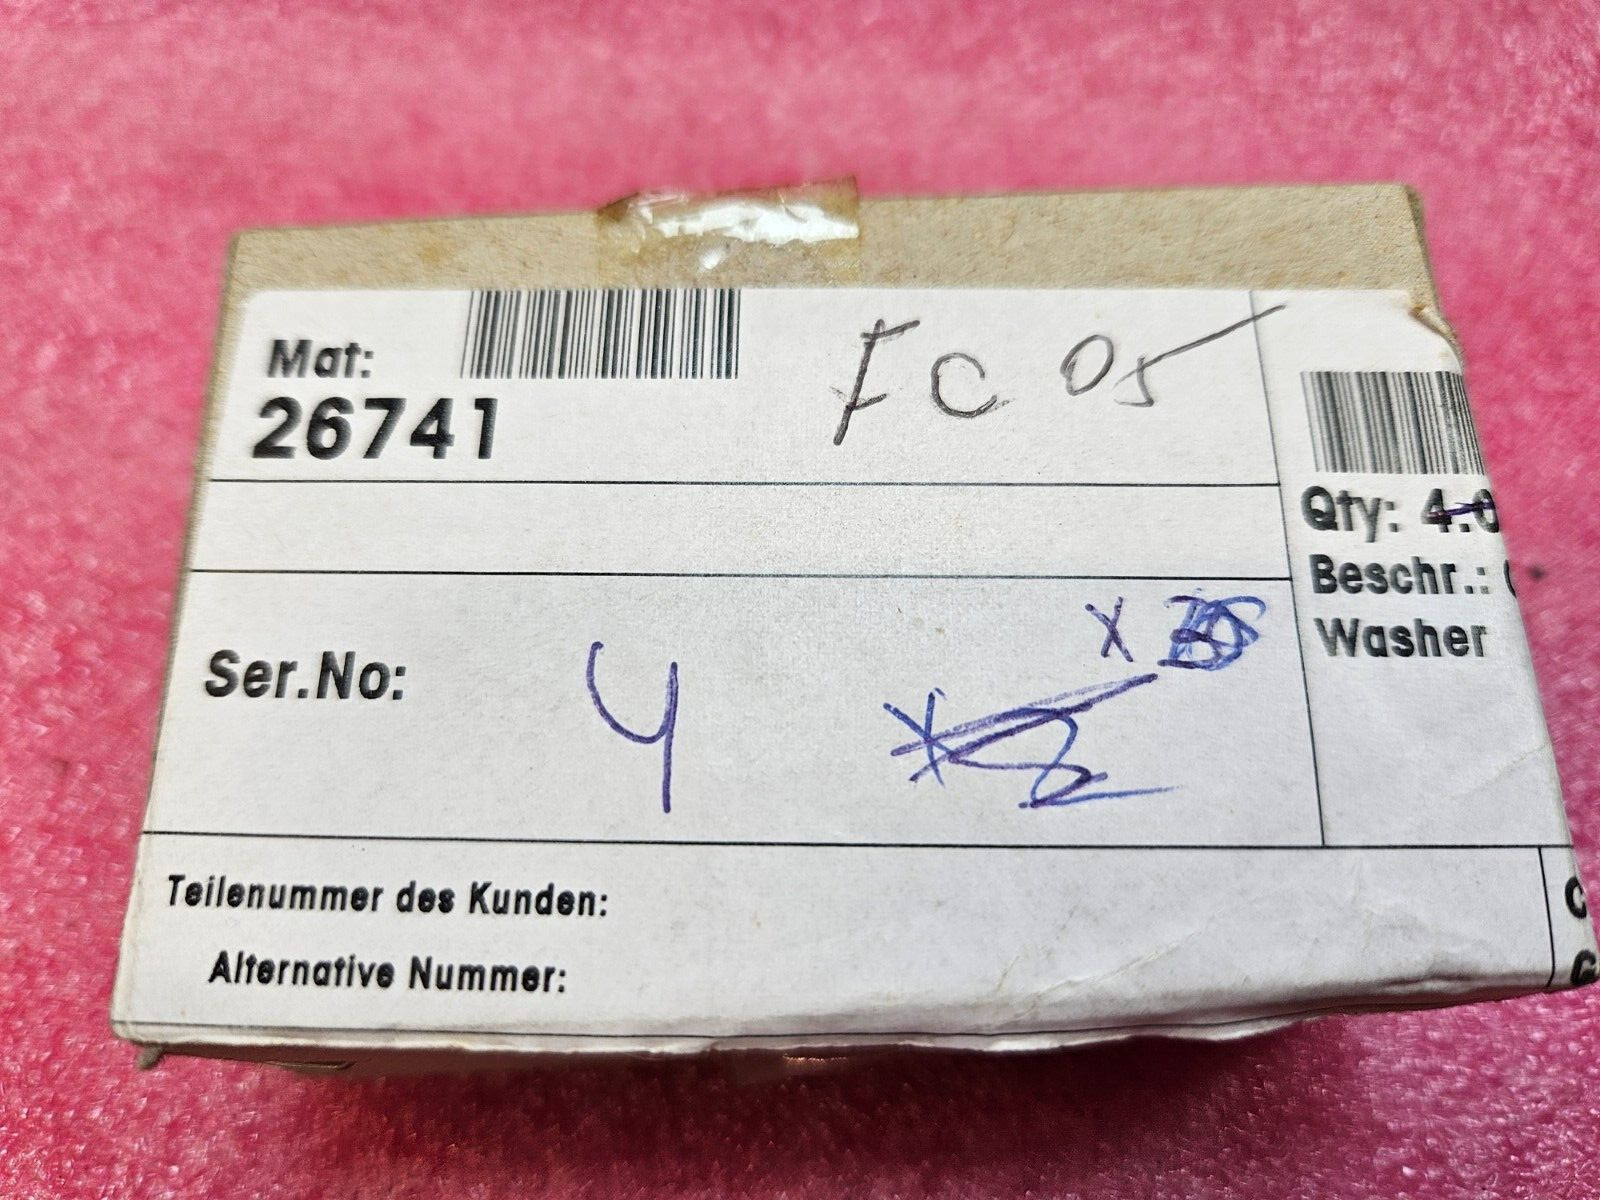 Mat:
26741
FC 05
Qty: 4.0
Beschr.:
Washer
Ser.No:
4
X
Teilenummer des Kunden:
Alternative Nummer: